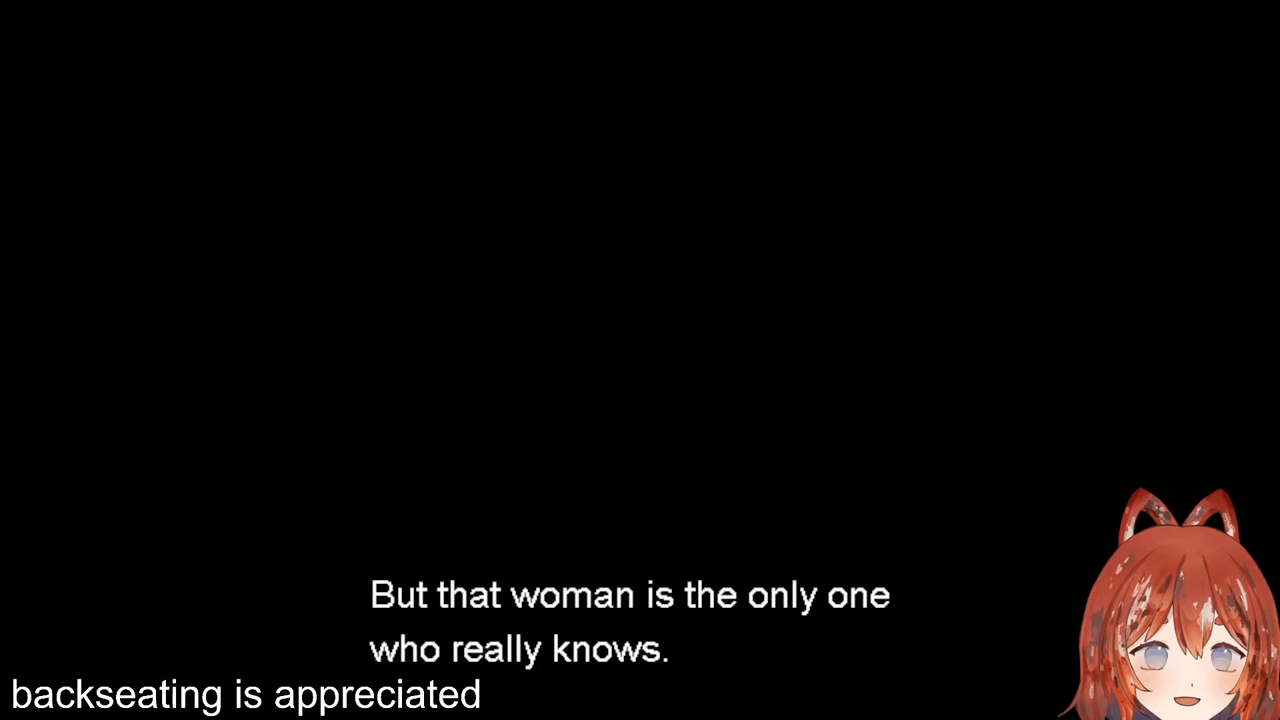 But that woman is the only one
who really knows.
backseating is appreciated